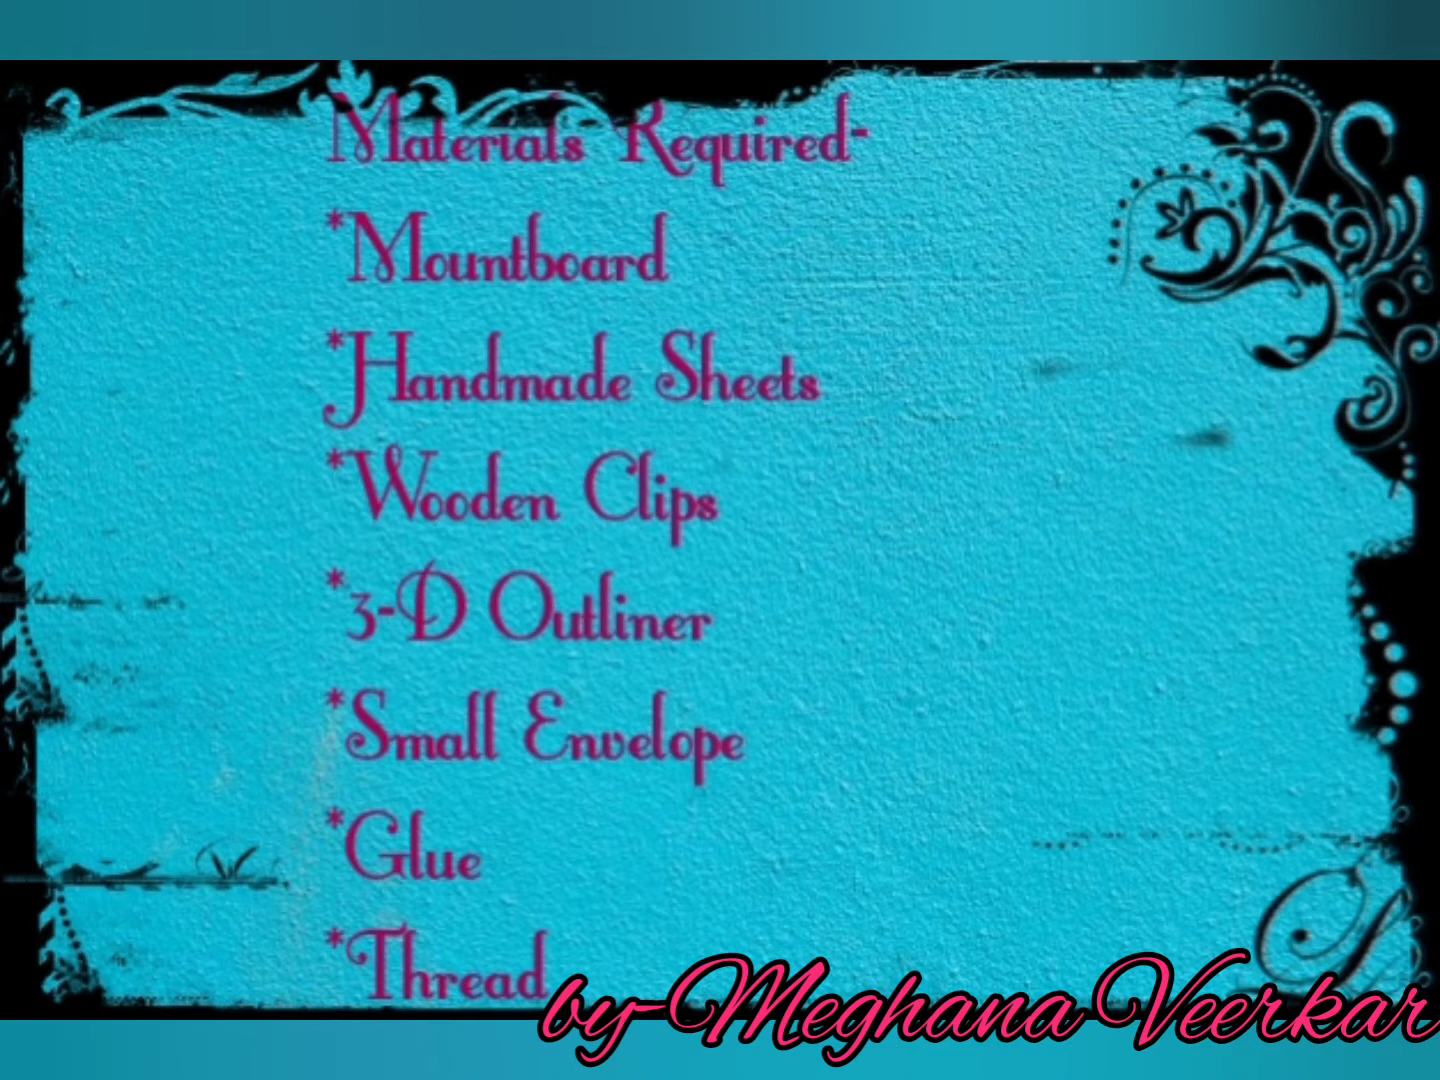 Materials Required-
*Mountboard
*Handmade Sheets
*Wooden Clips
*3-D Outliner
*Small Envelope
*Glue
*Thread
by-Meghana Veerkar